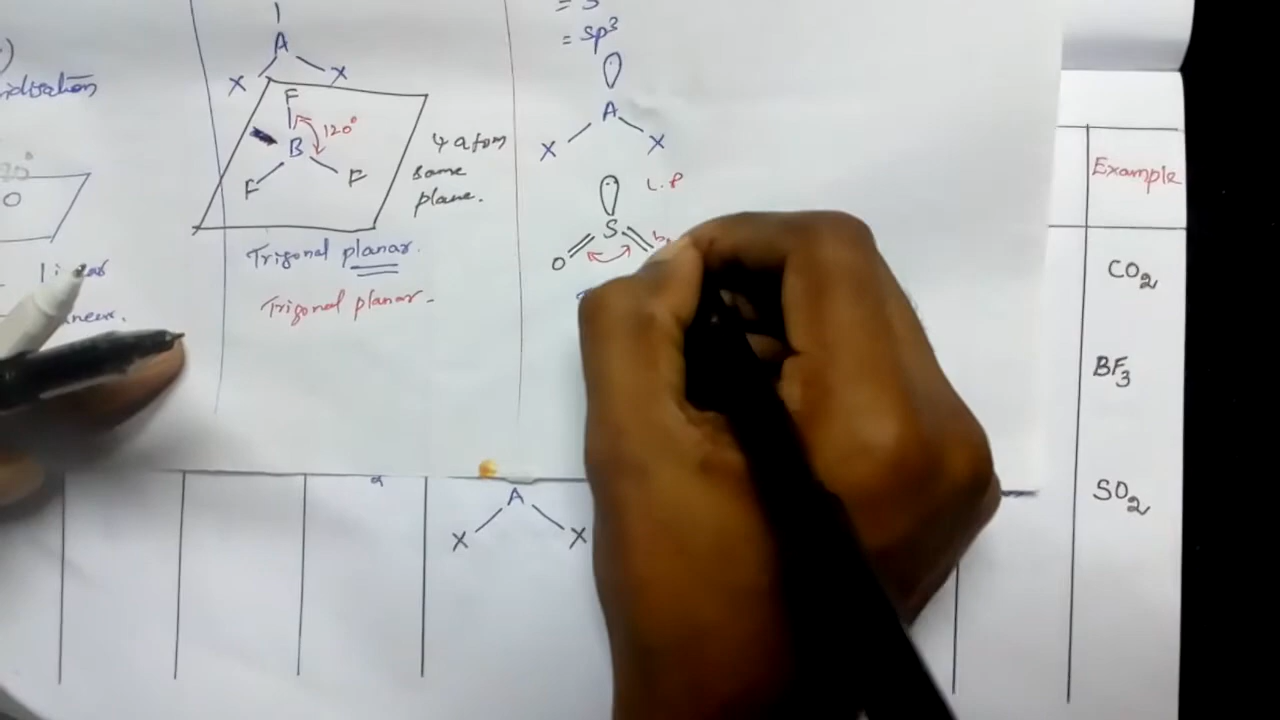 A
X X
F
B 120°
F F
4 atom
same
plane.
Trigonal planar.
Trigonal planar-
= sp³
A
X X
L.P
S
O
A
X X
Example
CO₂
BF₃
SO₂